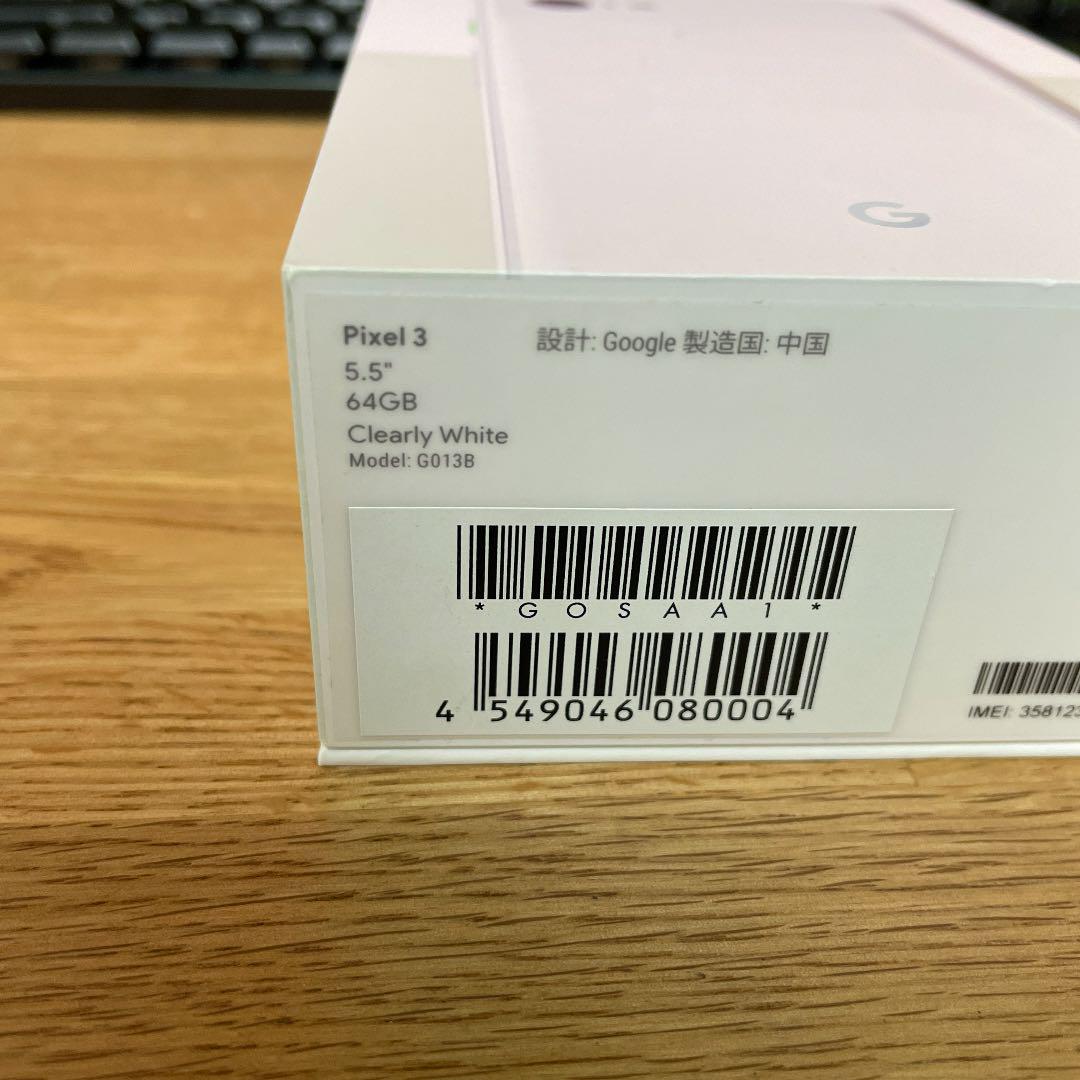 G
Pixel 3
設計: Google 製造国: 中国
5.5"
64GB
Clearly White
Model: G013B
*GOSAA1*
4 549046 080004
IMEI: 358123